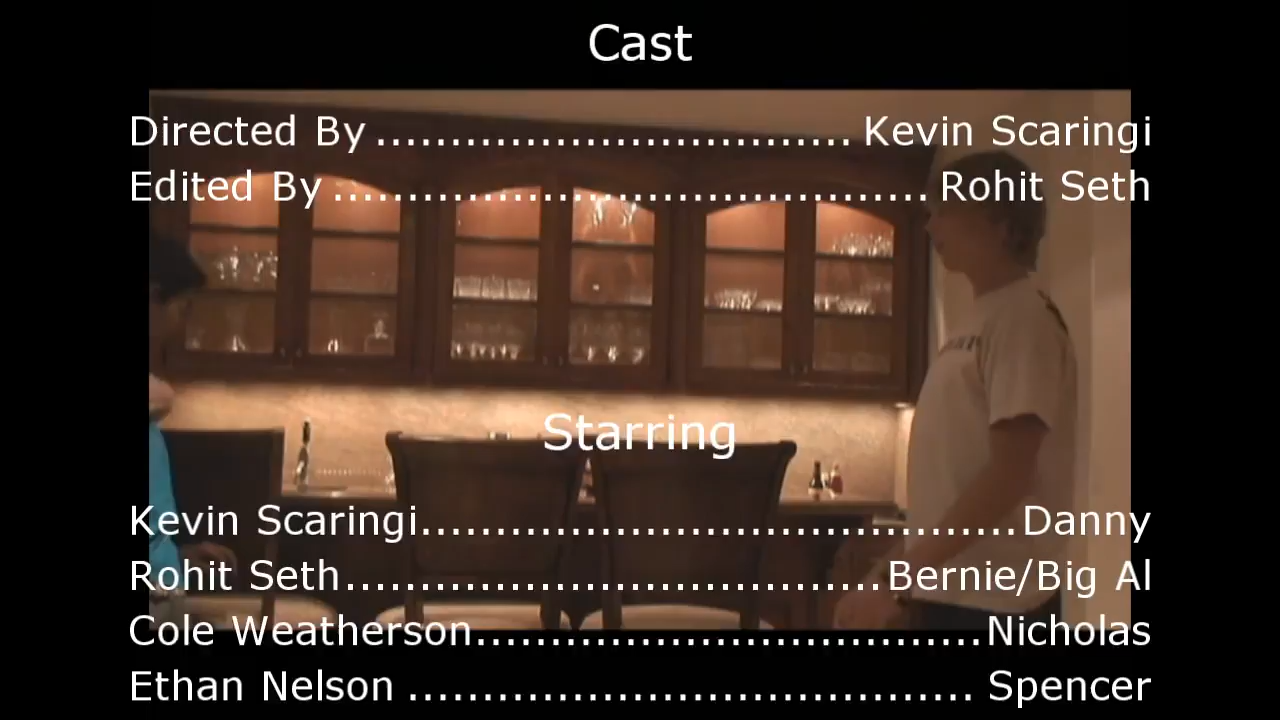 Cast
Directed By ................................ Kevin Scaringi
Edited By ........................................ Rohit Seth
Starring
Kevin Scaringi........................................Danny
Rohit Seth....................................Bernie/Big Al
Cole Weatherson..................................Nicholas
Ethan Nelson ...................................... Spencer